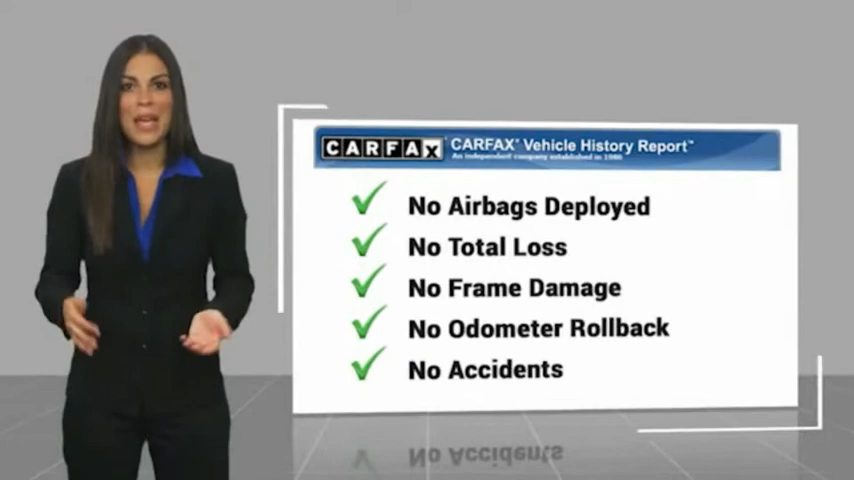 CARFAX
CARFAX™ Vehicle History Report™
An independent company established in 1986
No Airbags Deployed
No Total Loss
No Frame Damage
No Odometer Rollback
No Accidents
No Accidents